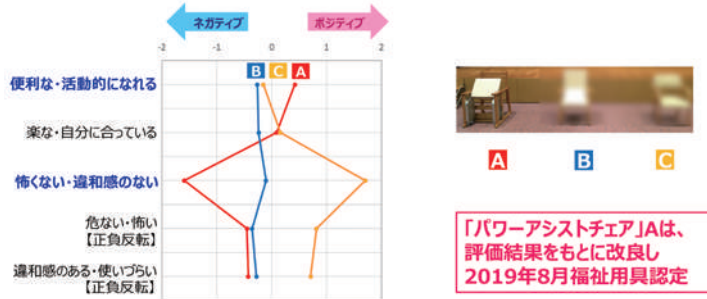 ネガティブ
ポジティブ
-2
-1
0
1
2
B
C
A
便利な・活動的になれる
楽な・自分に合っている
怖くない・違和感のない
危ない・怖い
【正負反転】
違和感のある・使いづらい
【正負反転】
A
B
C
「パワーアシストチェア」Aは、
評価結果をもとに改良し
2019年8月福祉用具認定